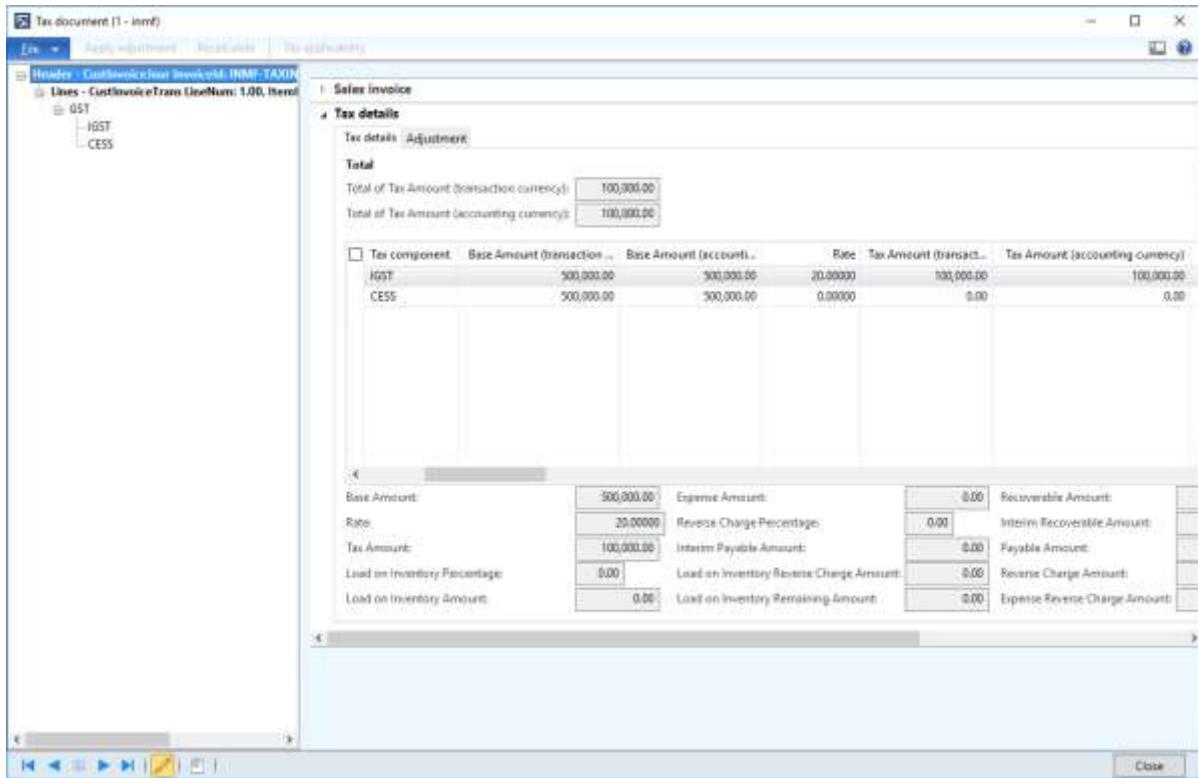 Tax document (1 - inmf)
File Apply adjustment Recalculate Tax applicability
Header - CustInvoiceJour InvoiceId: INMF-TAXIN
Lines - CustInvoiceTrans LineNum: 1.00, ItemI
GST
IGST
CESS
Sales invoice
Tax details
Tax details Adjustment
Total
Total of Tax Amount (transaction currency): 100,000.00
Total of Tax Amount (accounting currency): 100,000.00
Tax component Base Amount (transaction ... Base Amount (accounti... Rate Tax Amount (transact... Tax Amount (accounting currency)
IGST 500,000.00 500,000.00 20.00000 100,000.00 100,000.00
CESS 500,000.00 500,000.00 0.00000 0.00 0.00
Base Amount: 500,000.00 Expense Amount: 0.00 Recoverable Amount:
Rate: 20.00000 Reverse Charge Percentage: 0.00 Interim Recoverable Amount:
Tax Amount: 100,000.00 Interim Payable Amount: 0.00 Payable Amount:
Load on Inventory Percentage: 0.00 Load on Inventory Reverse Charge Amount: 0.00 Reverse Charge Amount:
Load on Inventory Amount: 0.00 Load on Inventory Remaining Amount: 0.00 Expense Reverse Charge Amount:
Close